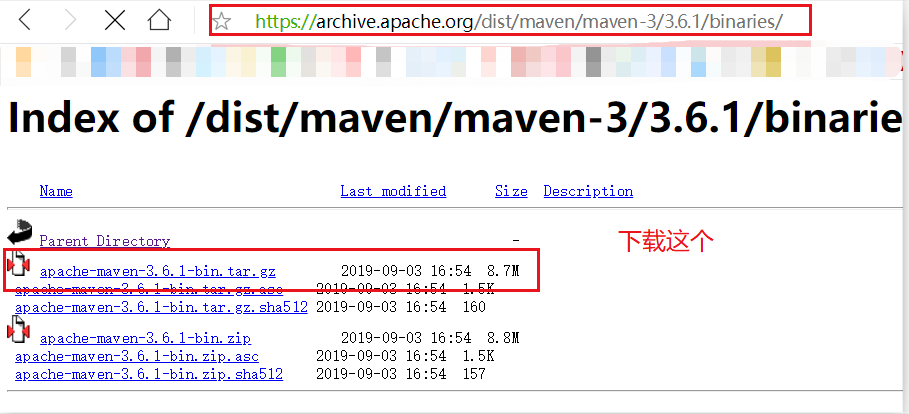 https://archive.apache.org/dist/maven/maven-3/3.6.1/binaries/
Index of /dist/maven/maven-3/3.6.1/binarie
Name Last modified Size Description
Parent Directory -
下载这个
apache-maven-3.6.1-bin.tar.gz 2019-09-03 16:54 8.7M
apache-maven-3.6.1-bin.tar.gz.asc 2019-09-03 16:54 1.5K
apache-maven-3.6.1-bin.tar.gz.sha512 2019-09-03 16:54 160
apache-maven-3.6.1-bin.zip 2019-09-03 16:54 8.8M
apache-maven-3.6.1-bin.zip.asc 2019-09-03 16:54 1.5K
apache-maven-3.6.1-bin.zip.sha512 2019-09-03 16:54 157